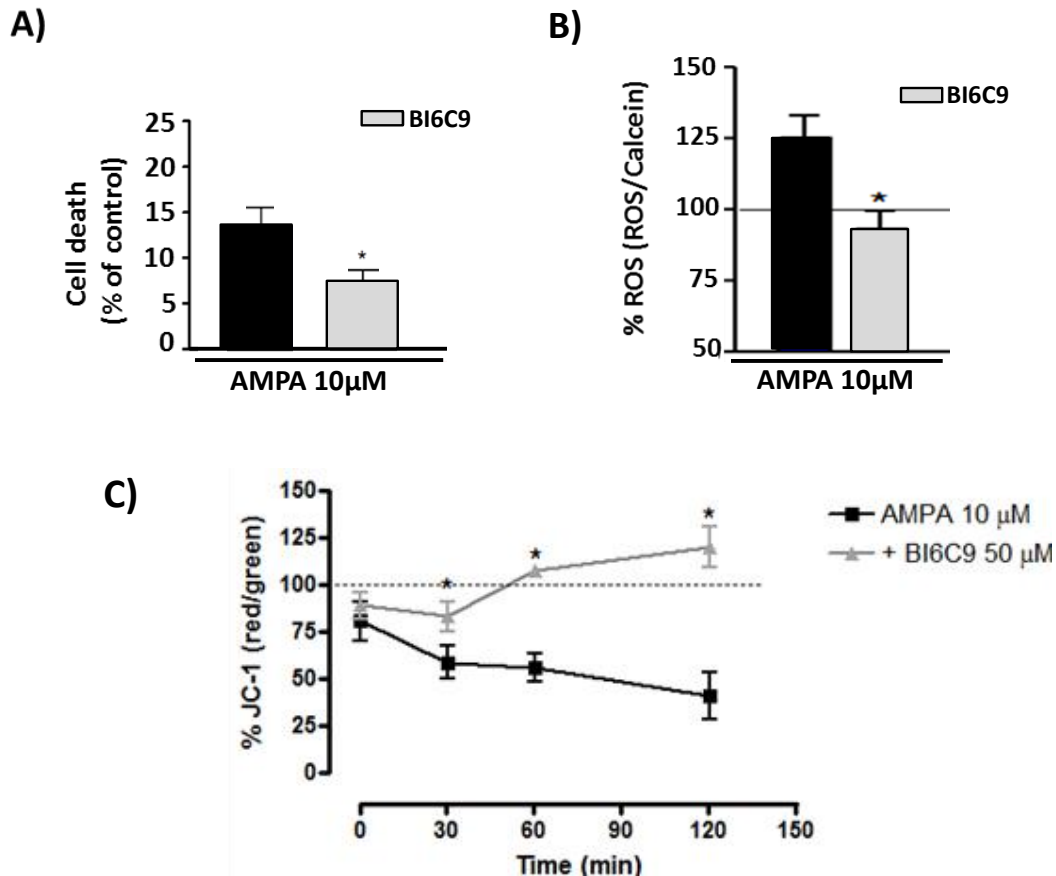 A)
BI6C9
25
20
15
10
5
0
Cell death
(% of control)
*
AMPA 10µM
B)
BI6C9
150
125
100
75
50
% ROS (ROS/Calcein)
*
AMPA 10µM
C)
150
125
100
75
50
25
0
% JC-1 (red/green)
* * *
AMPA 10 µM
+ BI6C9 50 µM
0 30 60 90 120 150
Time (min)